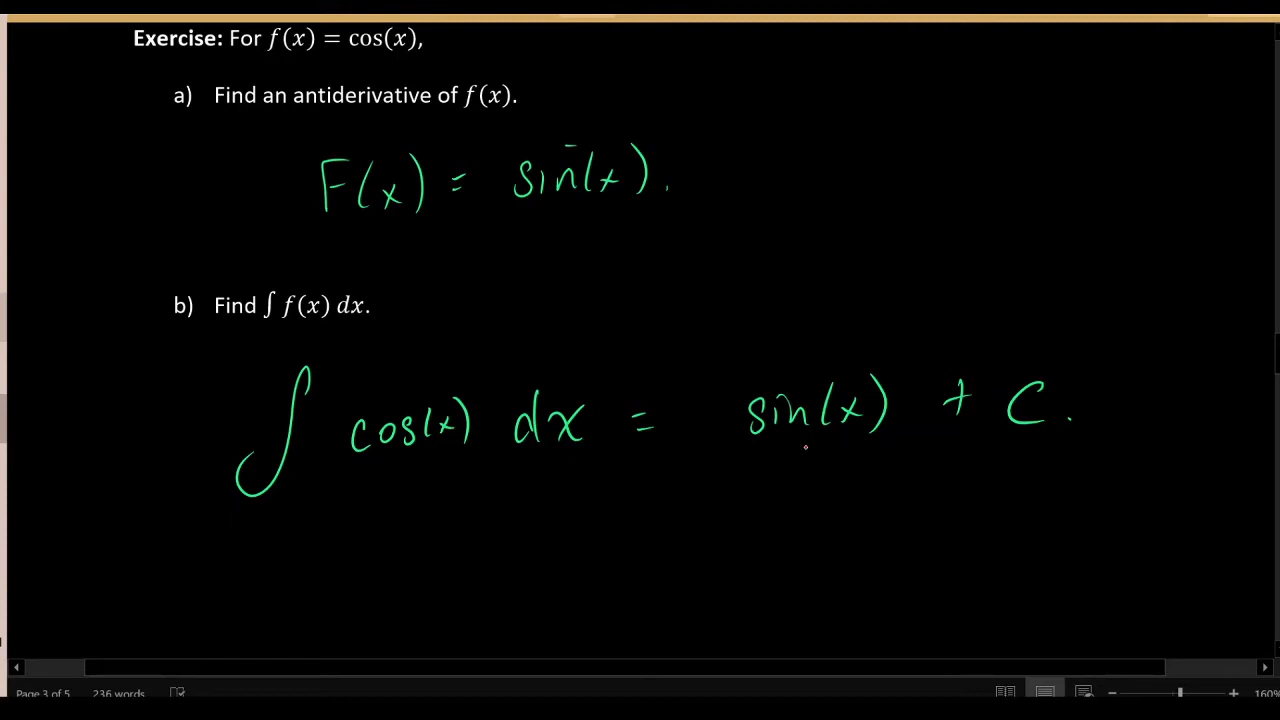 Exercise: For f(x) = cos(x),
a) Find an antiderivative of f(x).
F(x) = sin(x).
b) Find ∫ f(x) dx.
∫ cos(x) dx = sin(x) + C.
Page 3 of 5 236 words 160%